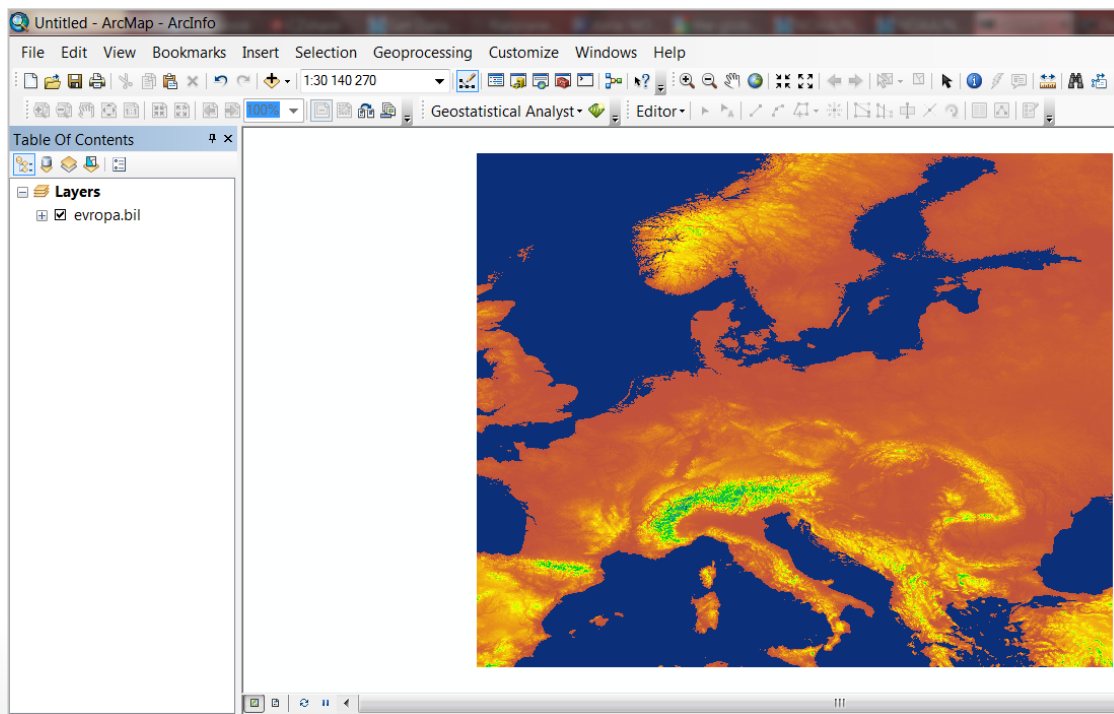 Untitled - ArcMap - ArcInfo
File Edit View Bookmarks Insert Selection Geoprocessing Customize Windows Help
1:30 140 270
100% Geostatistical Analyst Editor
Table Of Contents
Layers
evropa.bil